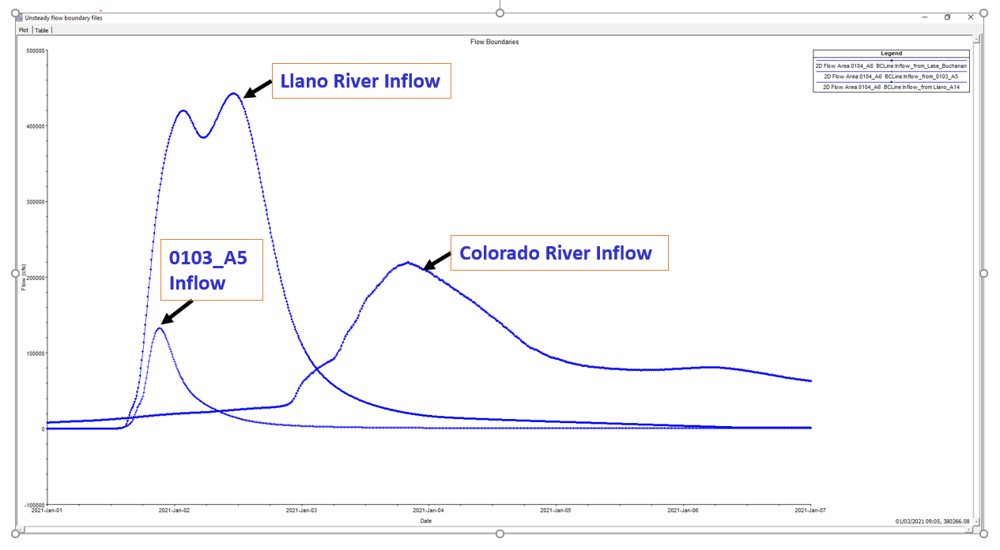 Unsteady flow boundary files
Plot Table
Flow Boundaries
Legend
2D Flow Area:0104_A6 BCLine:Inflow_from_Lake_Buchanan
2D Flow Area:0104_A6 BCLine:Inflow_from_0103_A5
2D Flow Area:0104_A6 BCLine:Inflow_from Llano_A14
500000
400000
300000
200000
100000
0
-100000
Flow (cfs)
Llano River Inflow
0103_A5
Inflow
Colorado River Inflow
2021-Jan-01
2021-Jan-02
2021-Jan-03
2021-Jan-04
2021-Jan-05
2021-Jan-06
2021-Jan-07
Date
01/03/2021 09:05, 380266.08